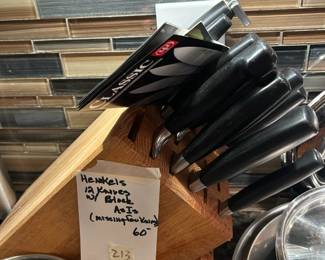 CLASSIC
Henkels
12 Knives
w/ Block
As Is
(missing few knives)
60-
213